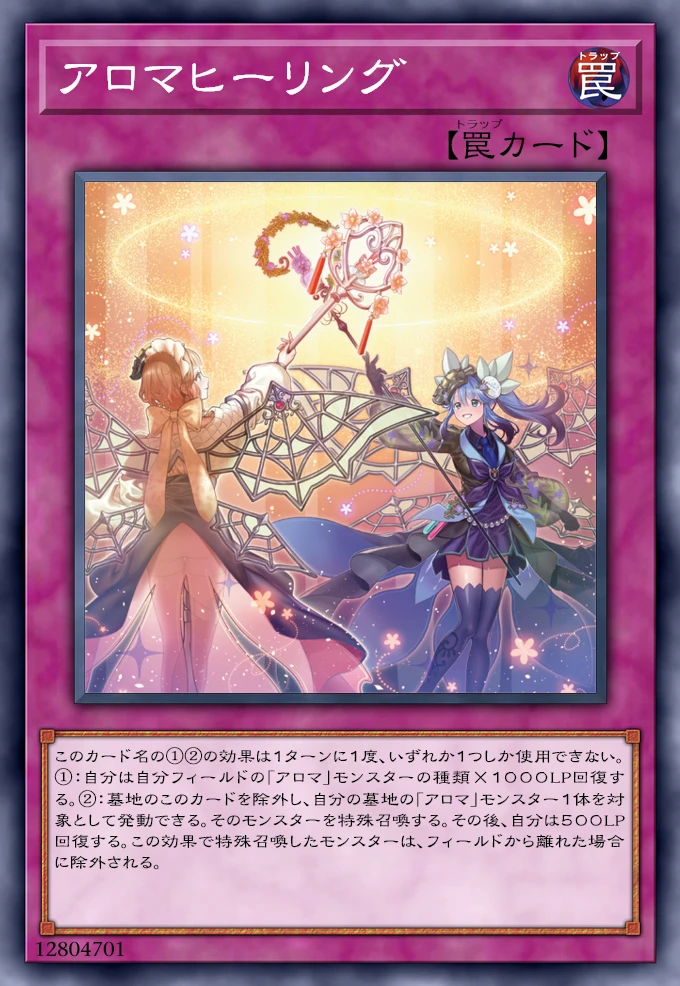 アロマヒーリング
トラップ
罠
トラップ
【罠カード】
このカード名の①②の効果は１ターンに１度、いずれか１つしか使用できない。
①：自分は自分フィールドの「アロマ」モンスターの種類×１０００LP回復す
る。②：墓地のこのカードを除外し、自分の墓地の「アロマ」モンスター１体を対
象として発動できる。そのモンスターを特殊召喚する。その後、自分は５００LP
回復する。この効果で特殊召喚したモンスターは、フィールドから離れた場合
に除外される。
12804701